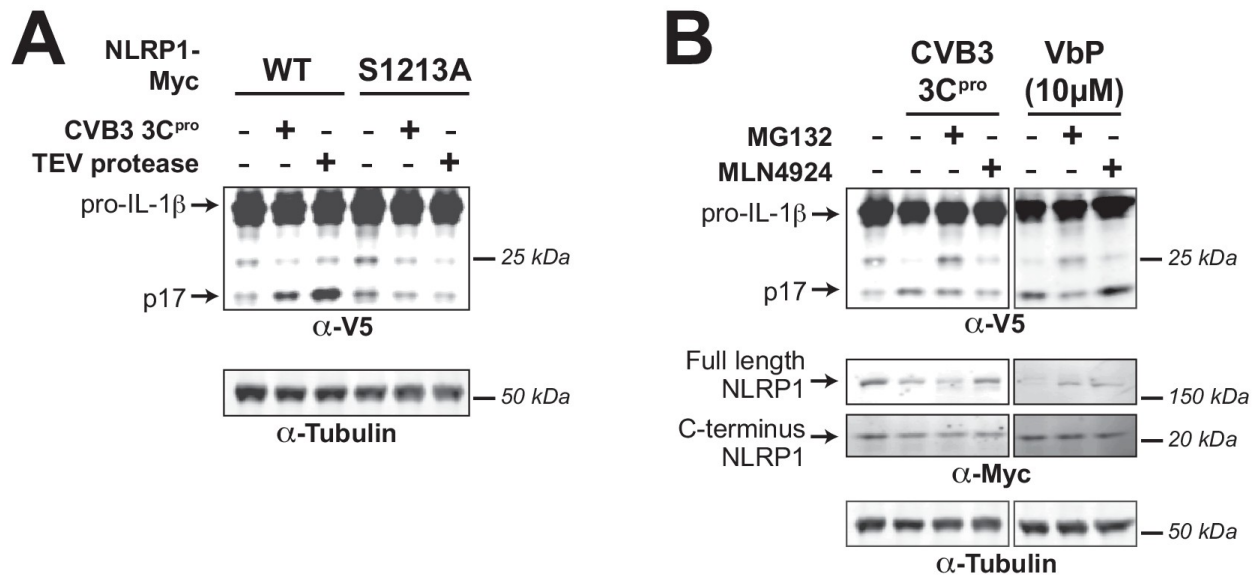 A
NLRP1-
Myc
WT
S1213A
CVB3 3Cpro - + - - + -
TEV protease - - + - - +
pro-IL-1β
25 kDa
p17
α-V5
50 kDa
α-Tubulin
B
CVB3
3Cpro
VbP
(10μM)
MG132 - - + - - + -
MLN4924 - - - + - - +
pro-IL-1β
25 kDa
p17
α-V5
Full length
NLRP1
150 kDa
C-terminus
NLRP1
20 kDa
α-Myc
50 kDa
α-Tubulin